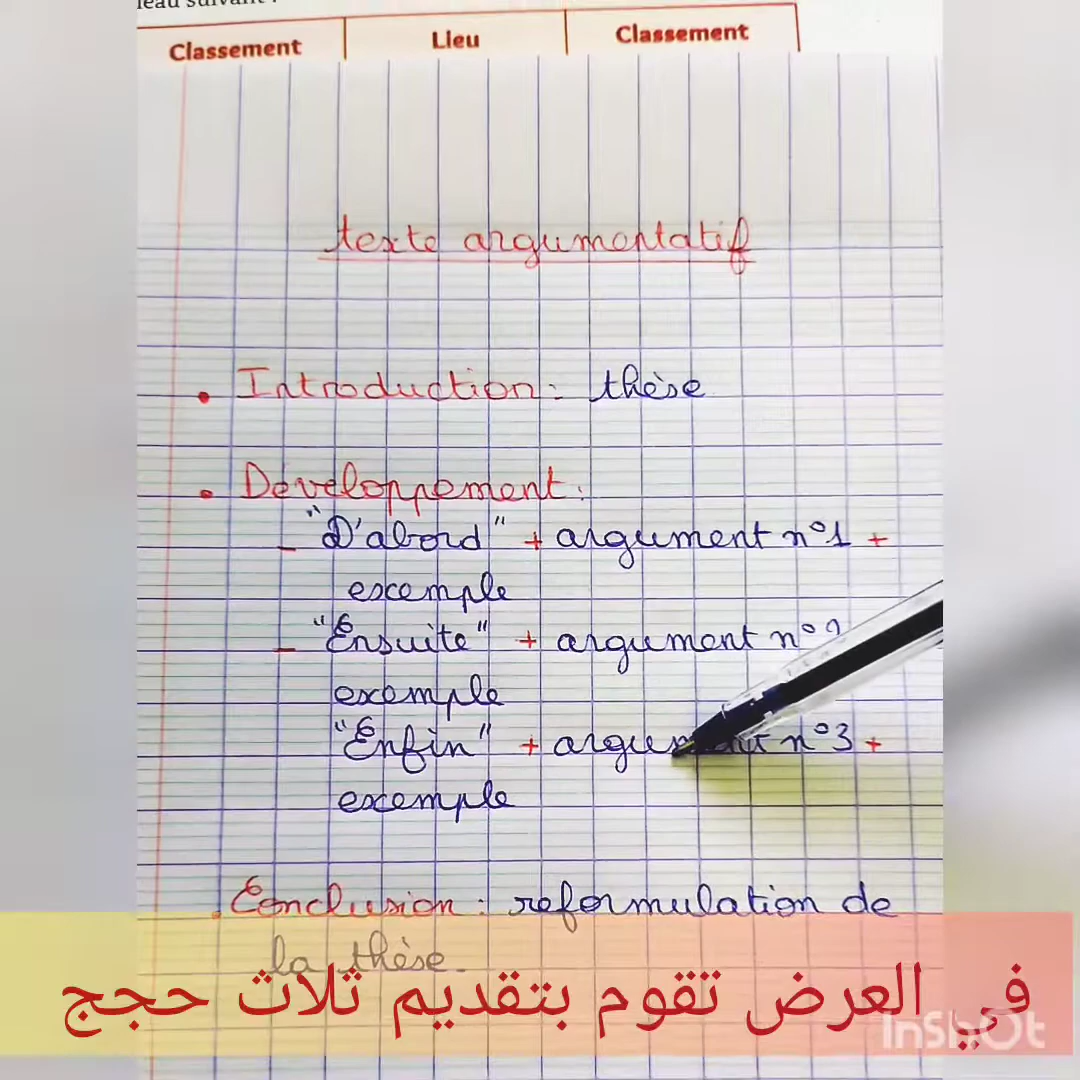 suivant :
Classement Lieu Classement
texte argumentatif
• Introduction : thèse
• Développement :
- "D'abord" + argument n°1 +
exemple
- "Ensuite" + argument n°
exemple
"Enfin" + argument n°3 +
exemple
. Conclusion : reformulation de
la thèse.
في العرض تقوم بتقديم ثلاث حجج
InShOt